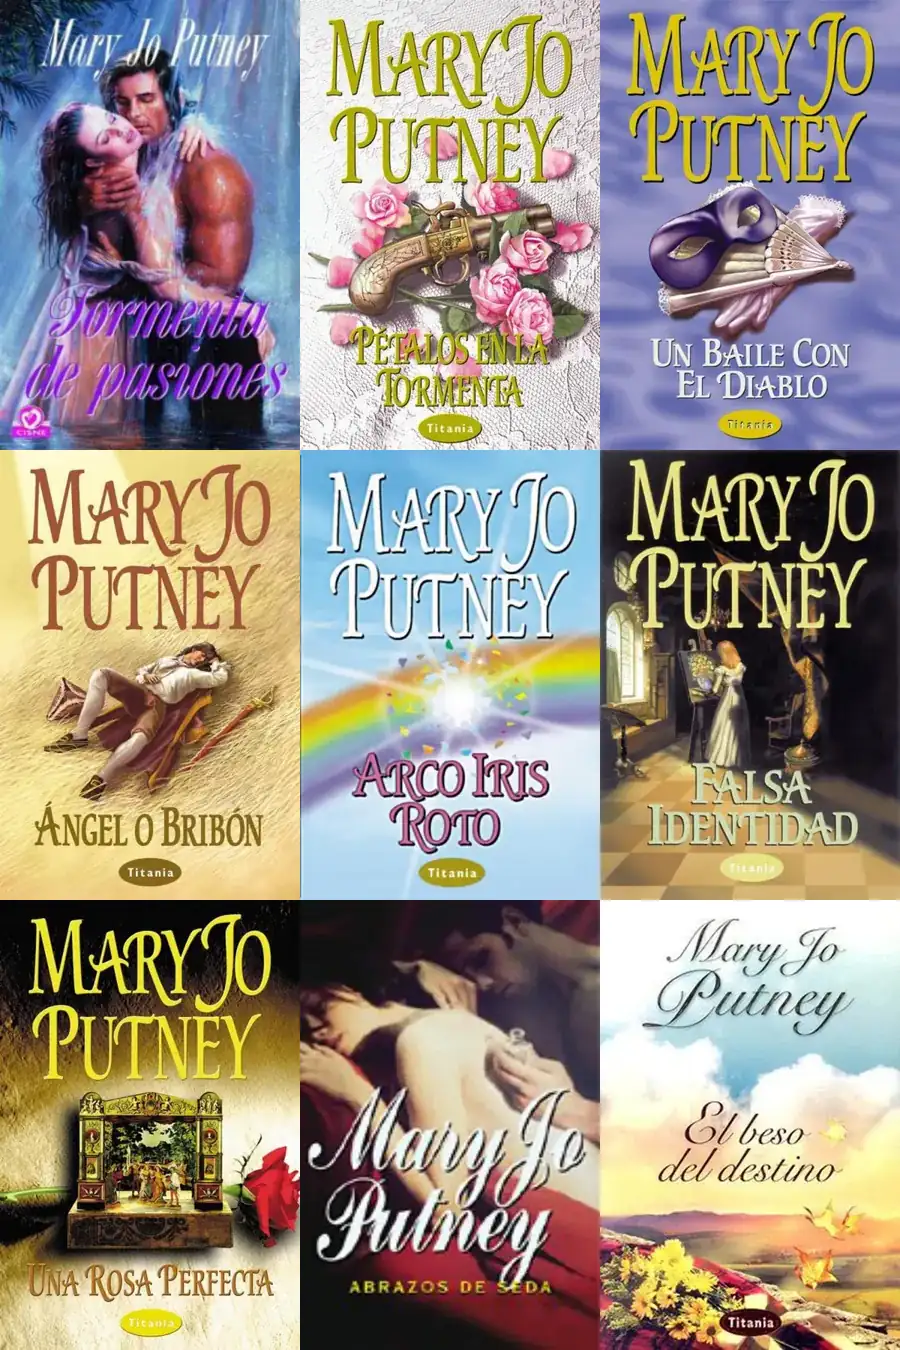 Mary Jo Putney
Tormenta
de pasiones
CISNE
MARY JO
PUTNEY
PÉTALOS EN LA
TORMENTA
Titania
MARY JO
PUTNEY
UN BAILE CON
EL DIABLO
Titania
MARY JO
PUTNEY
ÁNGEL O BRIBÓN
Titania
MARY JO
PUTNEY
ARCO IRIS
ROTO
Titania
MARY JO
PUTNEY
FALSA
IDENTIDAD
Titania
MARY JO
PUTNEY
UNA ROSA PERFECTA
Titania
Mary Jo
Putney
ABRAZOS DE SEDA
Mary Jo
Putney
El beso
del destino
Titania